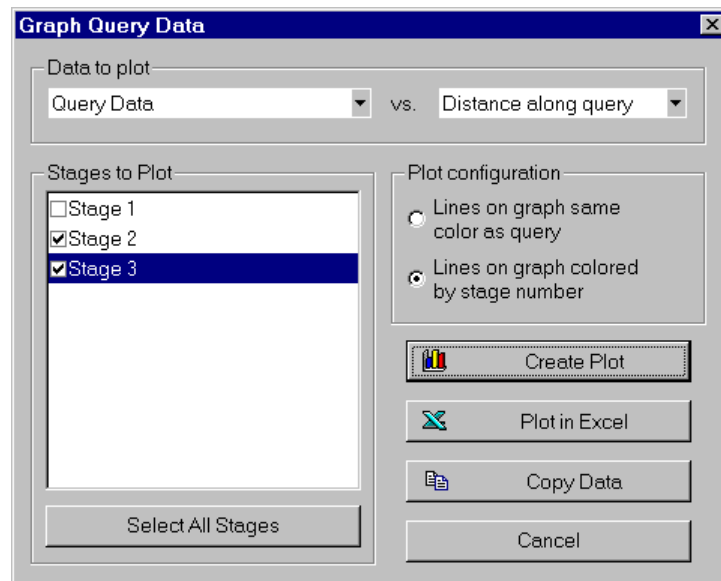 Graph Query Data
Data to plot
Query Data vs. Distance along query
Stages to Plot
Stage 1
Stage 2
Stage 3
Select All Stages
Plot configuration
Lines on graph same
color as query
Lines on graph colored
by stage number
Create Plot
Plot in Excel
Copy Data
Cancel